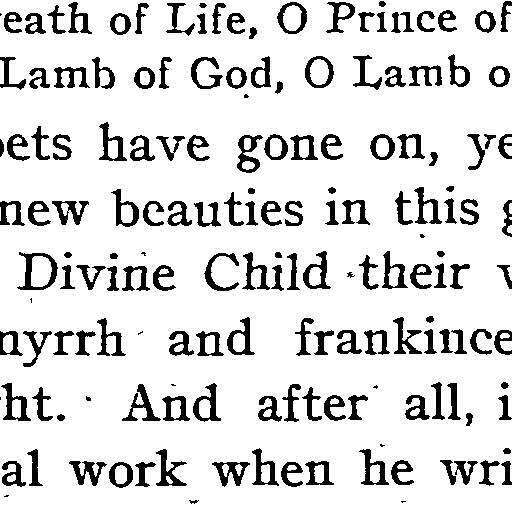 reath of Life, O Prince of
Lamb of God, O Lamb o
ets have gone on, ye
new beauties in this g
Divine Child their v
nyrrh and frankince
ht. And after all, i
al work when he wri